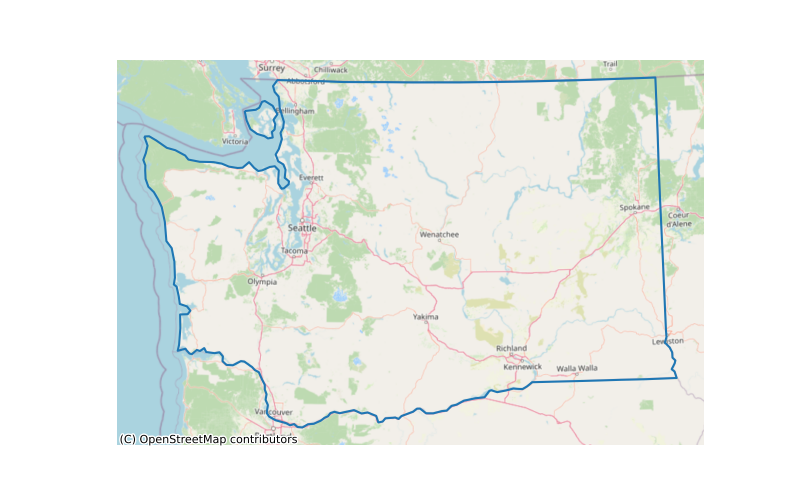 Surrey
Chilliwack
Trail
Abbotsford
Bellingham
Victoria
Everett
Spokane
Coeur
d'Alene
Seattle
Wenatchee
Tacoma
Olympia
Yakima
Lewiston
Richland
Kennewick
Walla Walla
Vancouver
(C) OpenStreetMap contributors